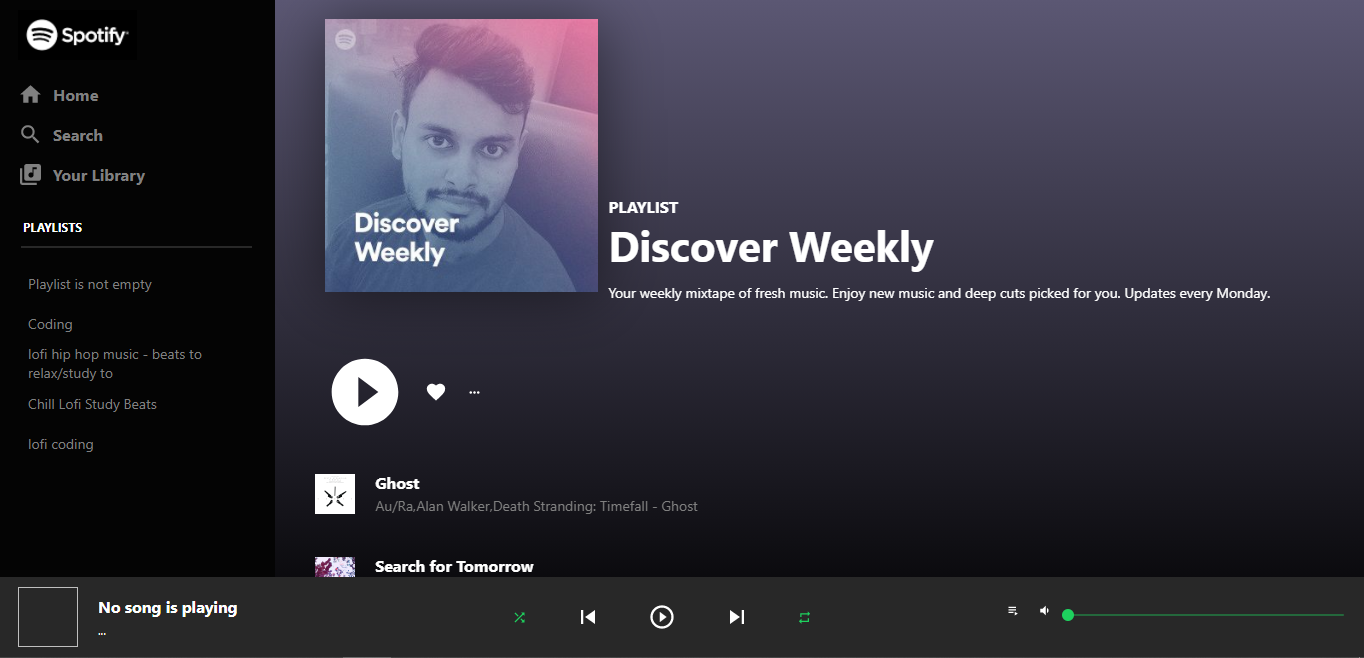 Spotify
Home
Search
Your Library
PLAYLISTS
Playlist is not empty
Coding
lofi hip hop music - beats to
relax/study to
Chill Lofi Study Beats
lofi coding
Discover
Weekly
PLAYLIST
Discover Weekly
Your weekly mixtape of fresh music. Enjoy new music and deep cuts picked for you. Updates every Monday.
Ghost
Au/Ra,Alan Walker,Death Stranding: Timefall - Ghost
Search for Tomorrow
No song is playing
...